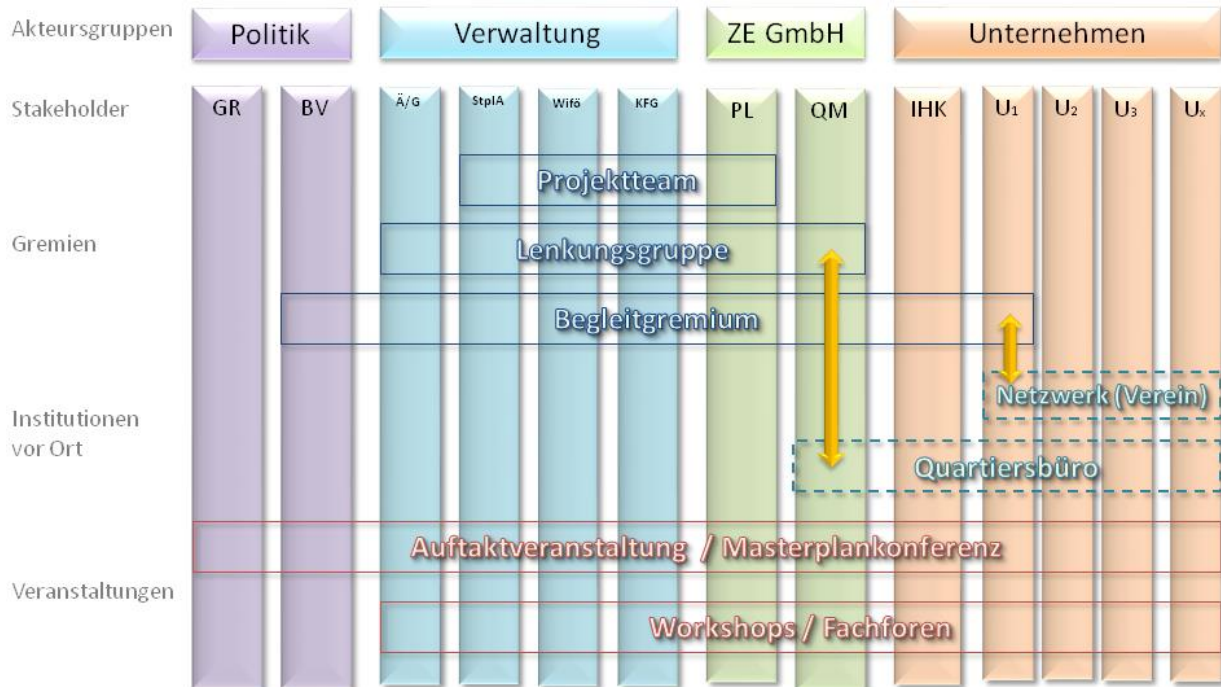 Akteursgruppen Politik Verwaltung ZE GmbH Unternehmen
Stakeholder GR BV Ä/G StplA Wifö KFG PL QM IHK U₁ U₂ U₃ Uₓ
Projektteam
Gremien Lenkungsgruppe
Begleitgremium
Netzwerk (Verein)
Institutionen
vor Ort
Quartiersbüro
Auftaktveranstaltung / Masterplankonferenz
Veranstaltungen
Workshops / Fachforen